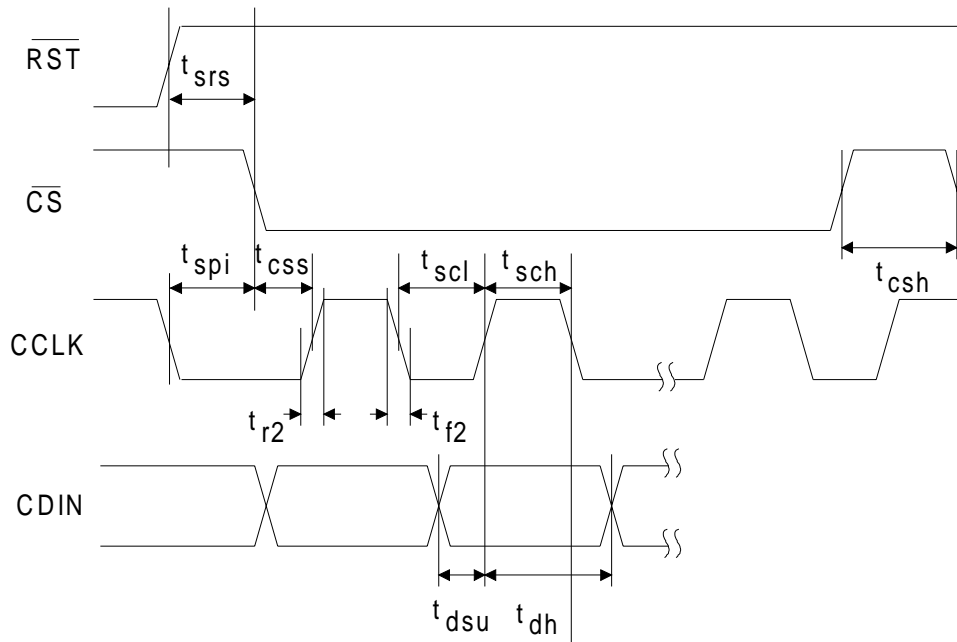 RST
t srs
CS
t spi
t css
t scl
t sch
t csh
CCLK
t r2
t f2
CDIN
t dsu
t dh